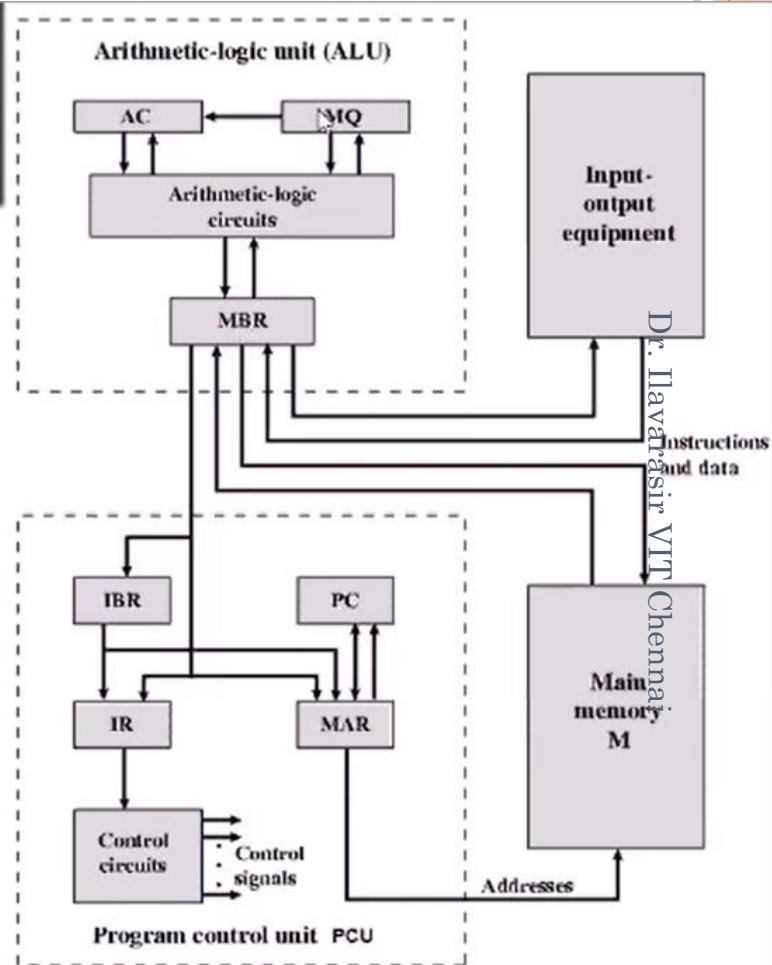 Arithmetic-logic unit (ALU)
AC
MQ
Arithmetic-logic
circuits
MBR
Input-
output
equipment
Instructions
and data
IBR
PC
IR
MAR
Main
memory
M
Control
circuits
Control
signals
Addresses
Program control unit PCU
Dr. Ilavarasir VIT Chennai